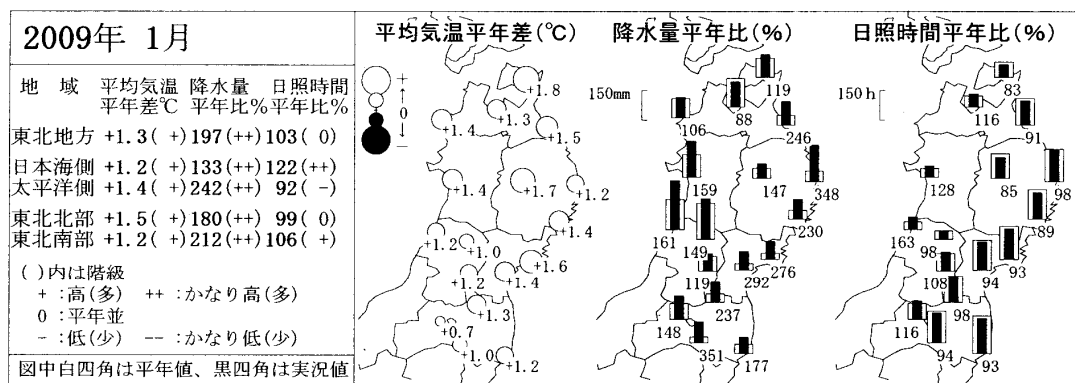 2009年 1月
地 域 平均気温 降水量 日照時間
平年差℃ 平年比% 平年比%
東北地方 +1.3( +) 197(++) 103( 0)
日本海側 +1.2( +) 133(++) 122(++)
太平洋側 +1.4( +) 242(++) 92( -)
東北北部 +1.5( +) 180(++) 99( 0)
東北南部 +1.2( +) 212(++) 106( +)
( )内は階級
+ :高(多) ++ :かなり高(多)
0 :平年並
- :低(少) -- :かなり低(少)
図中白四角は平年値、黒四角は実況値
平均気温平年差(℃)
+
0
-
+1.8
+1.3
+1.4
+1.5
+1.4
+1.7
+1.2
+1.4
+1.2
+1.0
+1.6
+1.2
+1.4
+1.3
+0.7
+1.0
+1.2
降水量平年比(%)
150mm
119
88
106
246
159
147
348
230
161
149
276
119
292
237
148
351
177
日照時間平年比(%)
150h
83
116
91
128
85
98
89
163
98
93
108
94
98
116
94
93